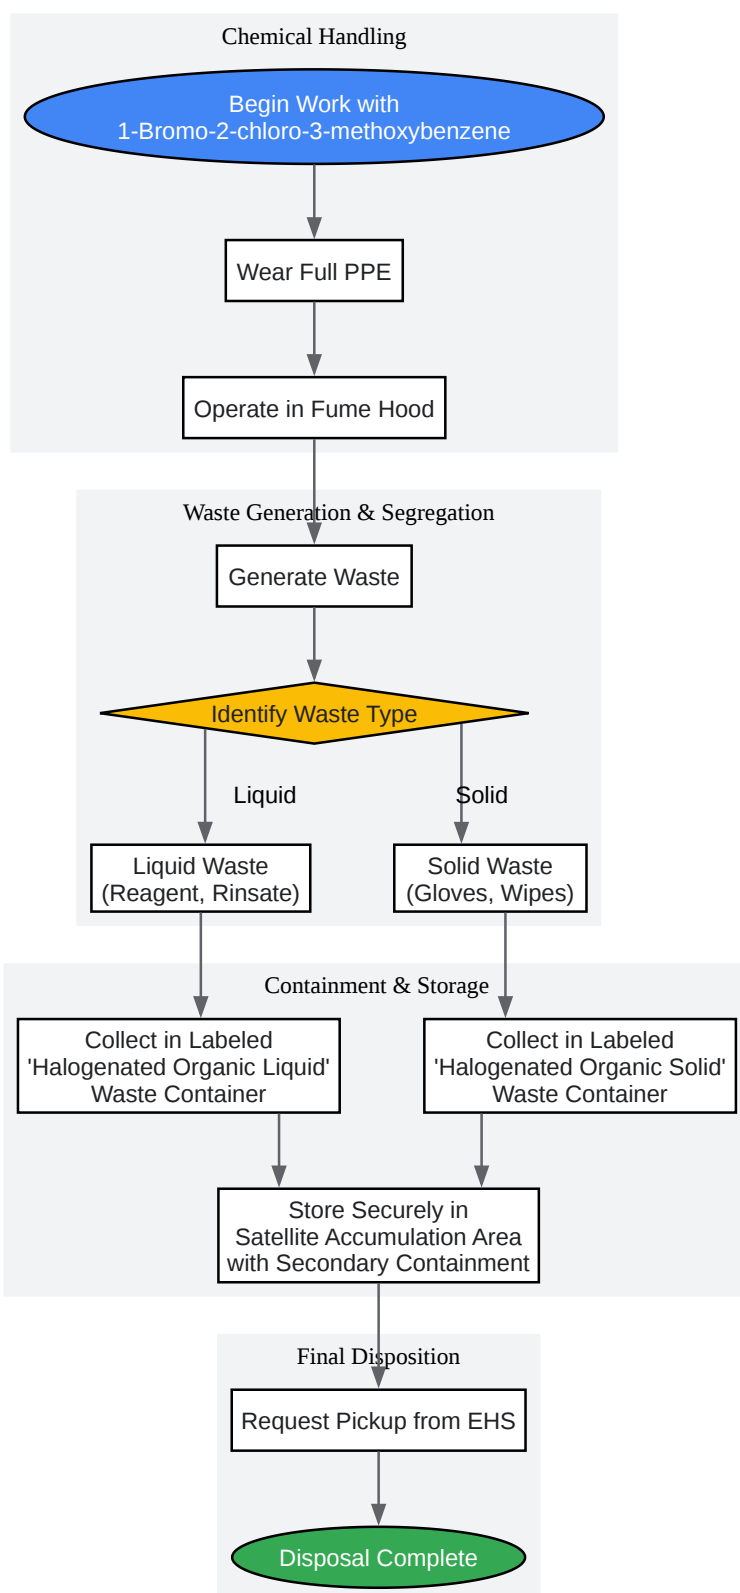 Chemical Handling
Begin Work with
1-Bromo-2-chloro-3-methoxybenzene
Wear Full PPE
Operate in Fume Hood
Waste Generation & Segregation
Generate Waste
Identify Waste Type
Liquid
Solid
Liquid Waste
(Reagent, Rinsate)
Solid Waste
(Gloves, Wipes)
Containment & Storage
Collect in Labeled
'Halogenated Organic Liquid'
Waste Container
Collect in Labeled
'Halogenated Organic Solid'
Waste Container
Store Securely in
Satellite Accumulation Area
with Secondary Containment
Final Disposition
Request Pickup from EHS
Disposal Complete